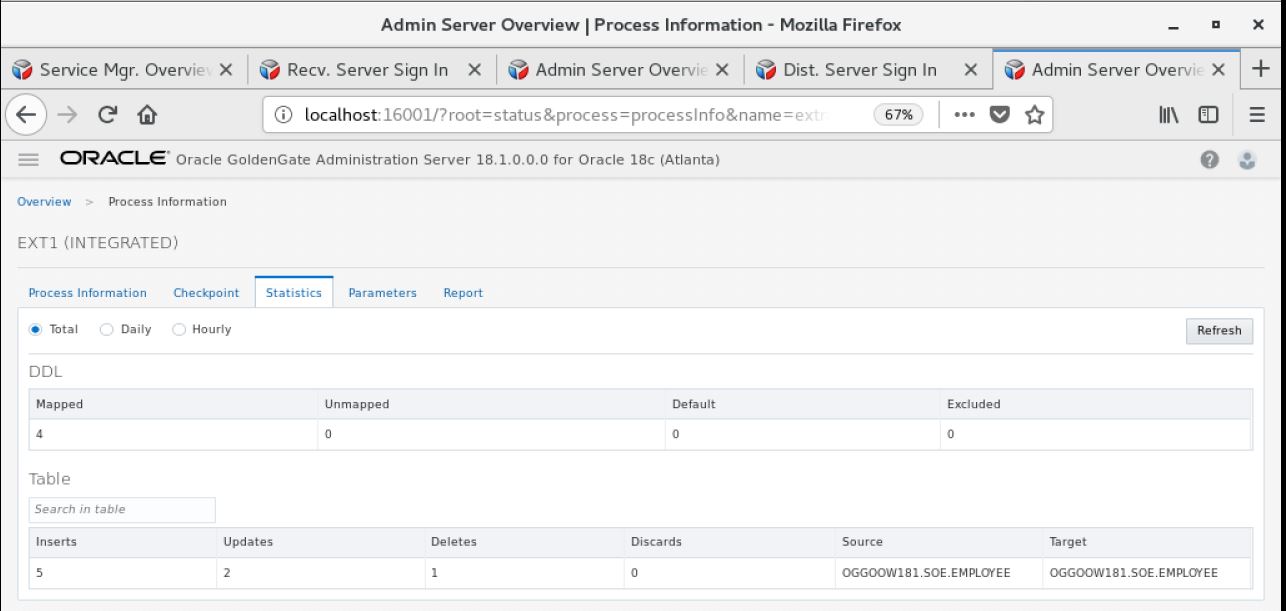 Admin Server Overview | Process Information - Mozilla Firefox
Service Mgr. Overview Recv. Server Sign In Admin Server Overvie Dist. Server Sign In Admin Server Overvie
localhost:16001/?root=status&process=processInfo&name=extr 67%
ORACLE Oracle GoldenGate Administration Server 18.1.0.0.0 for Oracle 18c (Atlanta)
Overview > Process Information
EXT1 (INTEGRATED)
Process Information Checkpoint Statistics Parameters Report
Total Daily Hourly Refresh
DDL
Mapped Unmapped Default Excluded
4 0 0 0
Table
Search in table
Inserts Updates Deletes Discards Source Target
5 2 1 0 OGGOOW181.SOE.EMPLOYEE OGGOOW181.SOE.EMPLOYEE